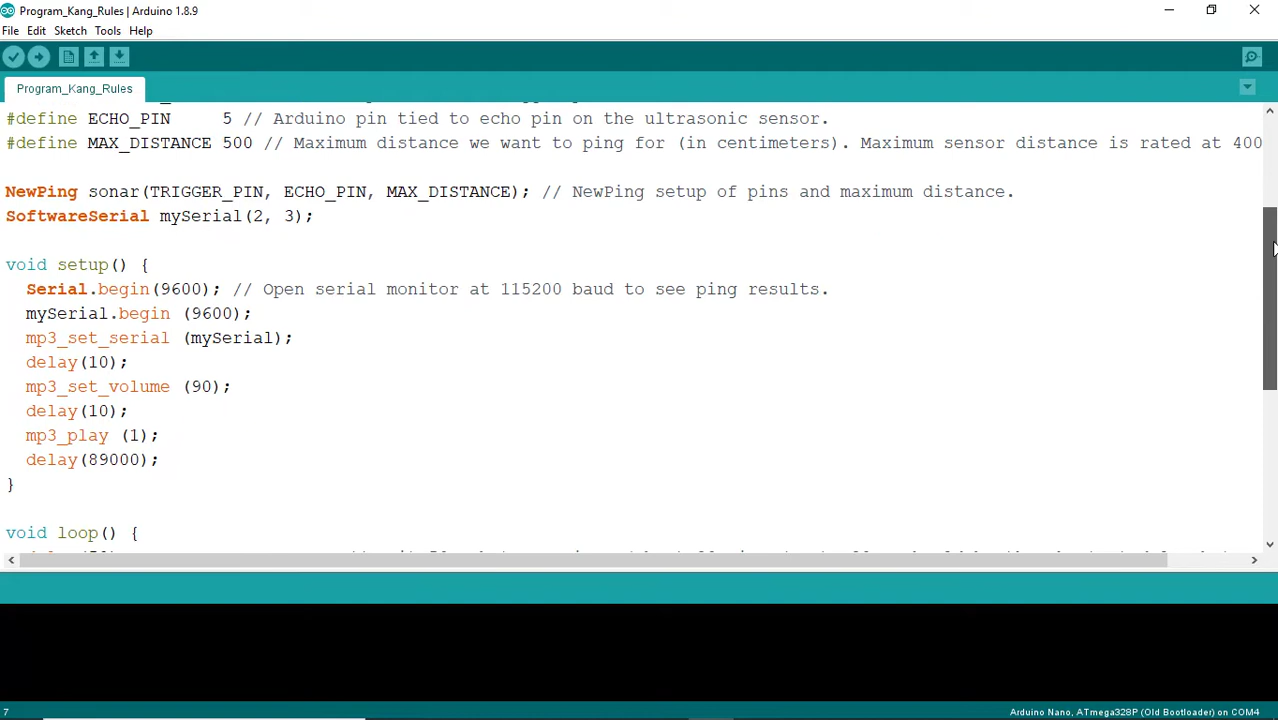 Program_Kang_Rules | Arduino 1.8.9
File Edit Sketch Tools Help
Program_Kang_Rules
#define ECHO_PIN     5 // Arduino pin tied to echo pin on the ultrasonic sensor.
#define MAX_DISTANCE 500 // Maximum distance we want to ping for (in centimeters). Maximum sensor distance is rated at 400
NewPing sonar(TRIGGER_PIN, ECHO_PIN, MAX_DISTANCE); // NewPing setup of pins and maximum distance.
SoftwareSerial mySerial(2, 3);
void setup() {
  Serial.begin(9600); // Open serial monitor at 115200 baud to see ping results.
  mySerial.begin (9600);
  mp3_set_serial (mySerial);
  delay(10);
  mp3_set_volume (90);
  delay(10);
  mp3_play (1);
  delay(89000);
}
void loop() {
7
Arduino Nano, ATmega328P (Old Bootloader) on COM4